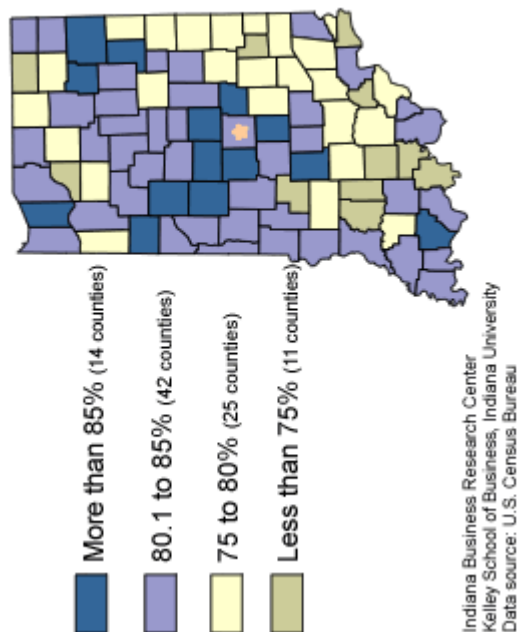 More than 85% (14 counties)
80.1 to 85% (42 counties)
75 to 80% (25 counties)
Less than 75% (11 counties)
Indiana Business Research Center
Kelley School of Business, Indiana University
Data source: U.S. Census Bureau